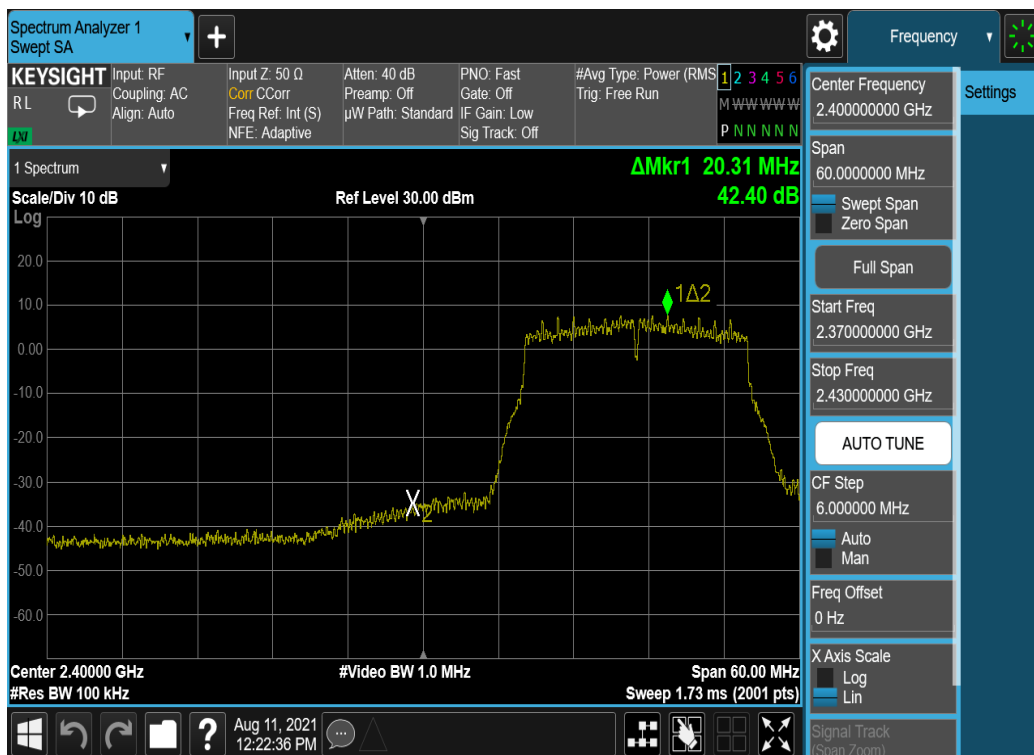 Spectrum Analyzer 1
Swept SA
Frequency
KEYSIGHT
R L
LXI
Input: RF
Coupling: AC
Align: Auto
Input Z: 50 Ω
Corr CCorr
Freq Ref: Int (S)
NFE: Adaptive
Atten: 40 dB
Preamp: Off
µW Path: Standard
PNO: Fast
Gate: Off
IF Gain: Low
Sig Track: Off
#Avg Type: Power (RMS
Trig: Free Run
1 2 3 4 5 6
M W W W W W
P N N N N N
1 Spectrum
ΔMkr1 20.31 MHz
42.40 dB
Scale/Div 10 dB
Ref Level 30.00 dBm
Log
20.0
10.0
0.00
-10.0
-20.0
-30.0
-40.0
-50.0
-60.0
1Δ2
X2
Center 2.40000 GHz
#Video BW 1.0 MHz
Span 60.00 MHz
#Res BW 100 kHz
Sweep 1.73 ms (2001 pts)
Aug 11, 2021
12:22:36 PM
Center Frequency
2.400000000 GHz
Span
60.0000000 MHz
Swept Span
Zero Span
Full Span
Start Freq
2.370000000 GHz
Stop Freq
2.430000000 GHz
AUTO TUNE
CF Step
6.000000 MHz
Auto
Man
Freq Offset
0 Hz
X Axis Scale
Log
Lin
Signal Track
(Span Zoom)
Settings